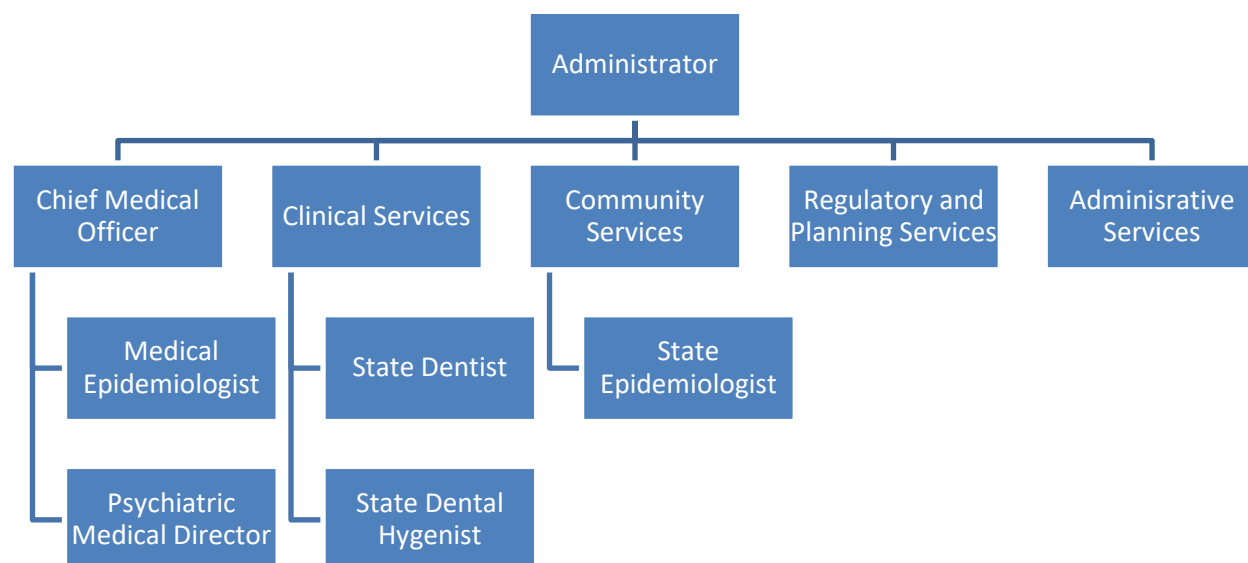 Administrator
Chief Medical
Officer
Clinical Services
Community
Services
Regulatory and
Planning Services
Adminisrative
Services
Medical
Epidemiologist
State Dentist
State
Epidemiologist
Psychiatric
Medical Director
State Dental
Hygenist